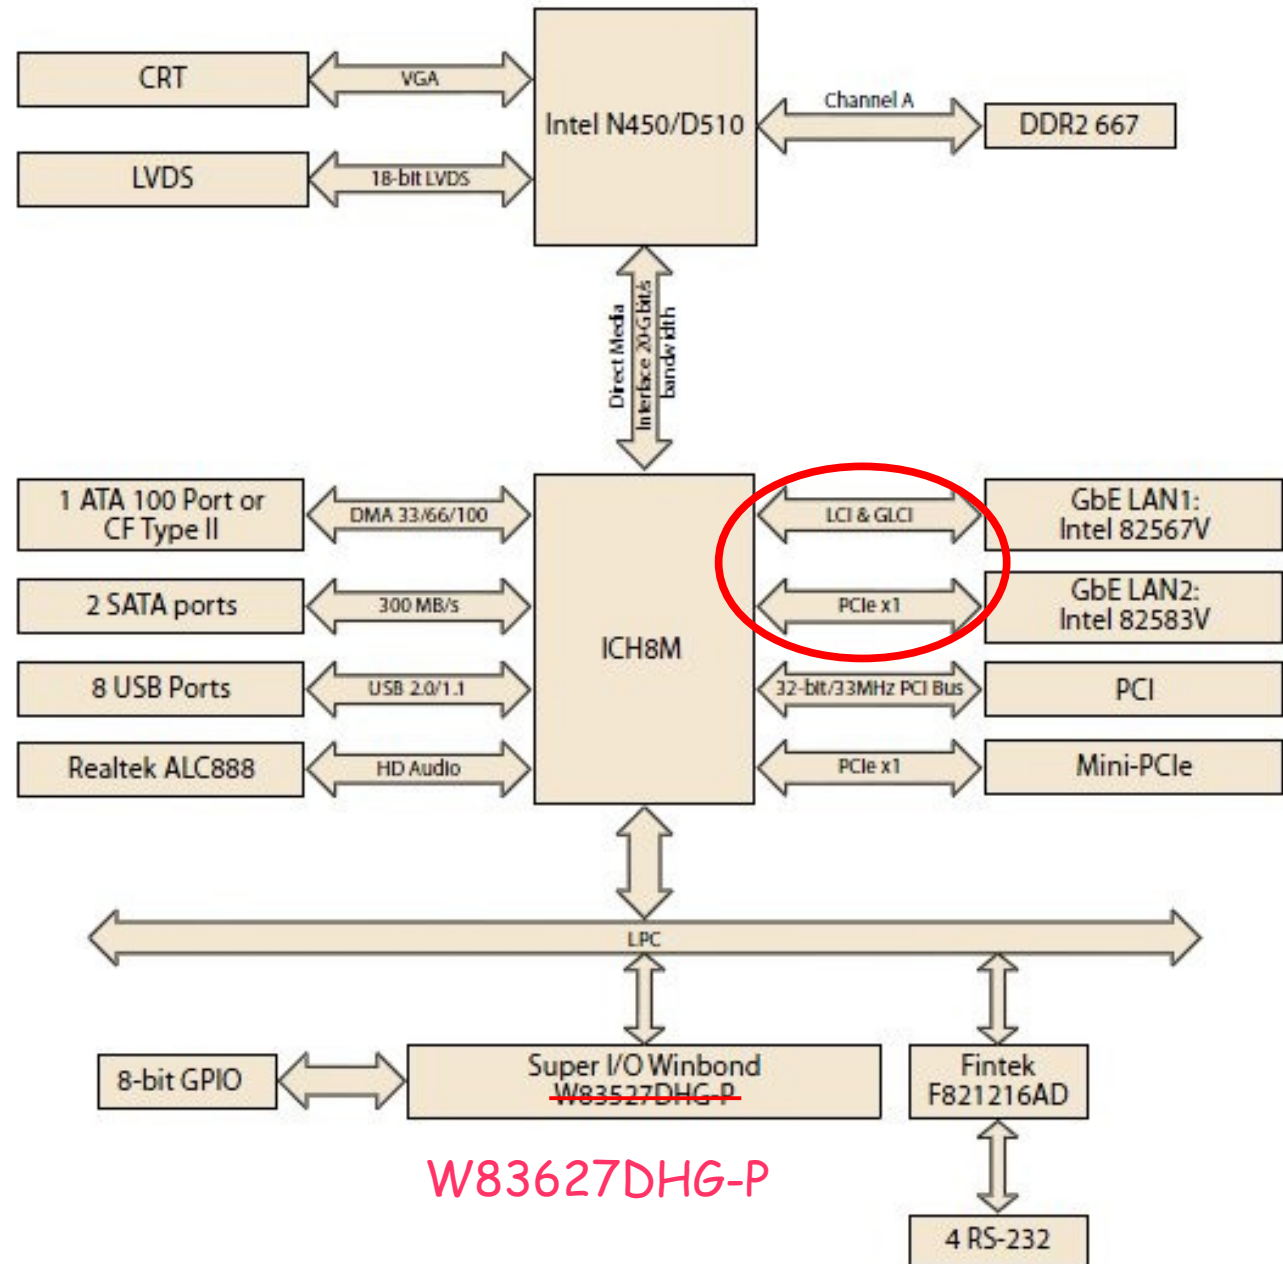 CRT
VGA
LVDS
18-bit LVDS
Intel N450/D510
Channel A
DDR2 667
Direct Media
Interface 20-G bit/s
bandwidth
1 ATA 100 Port or
CF Type II
DMA 33/66/100
2 SATA ports
300 MB/s
8 USB Ports
USB 2.0/1.1
Realtek ALC888
HD Audio
ICH8M
LCI & GLCI
GbE LAN1:
Intel 82567V
PCIe x1
GbE LAN2:
Intel 82583V
32-bit/33MHz PCI Bus
PCI
PCIe x1
Mini-PCIe
LPC
8-bit GPIO
Super I/O Winbond
W83527DHG-P
W83627DHG-P
Fintek
F821216AD
4 RS-232